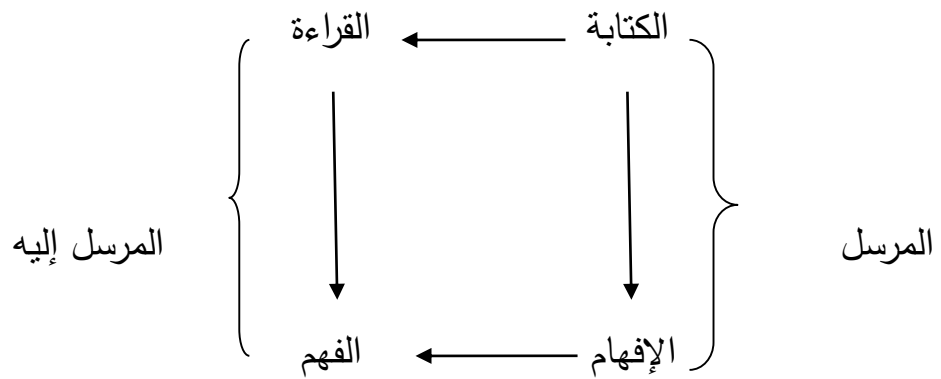 الكتابة القراءة
المرسل المرسل إليه
الإفهام الفهم